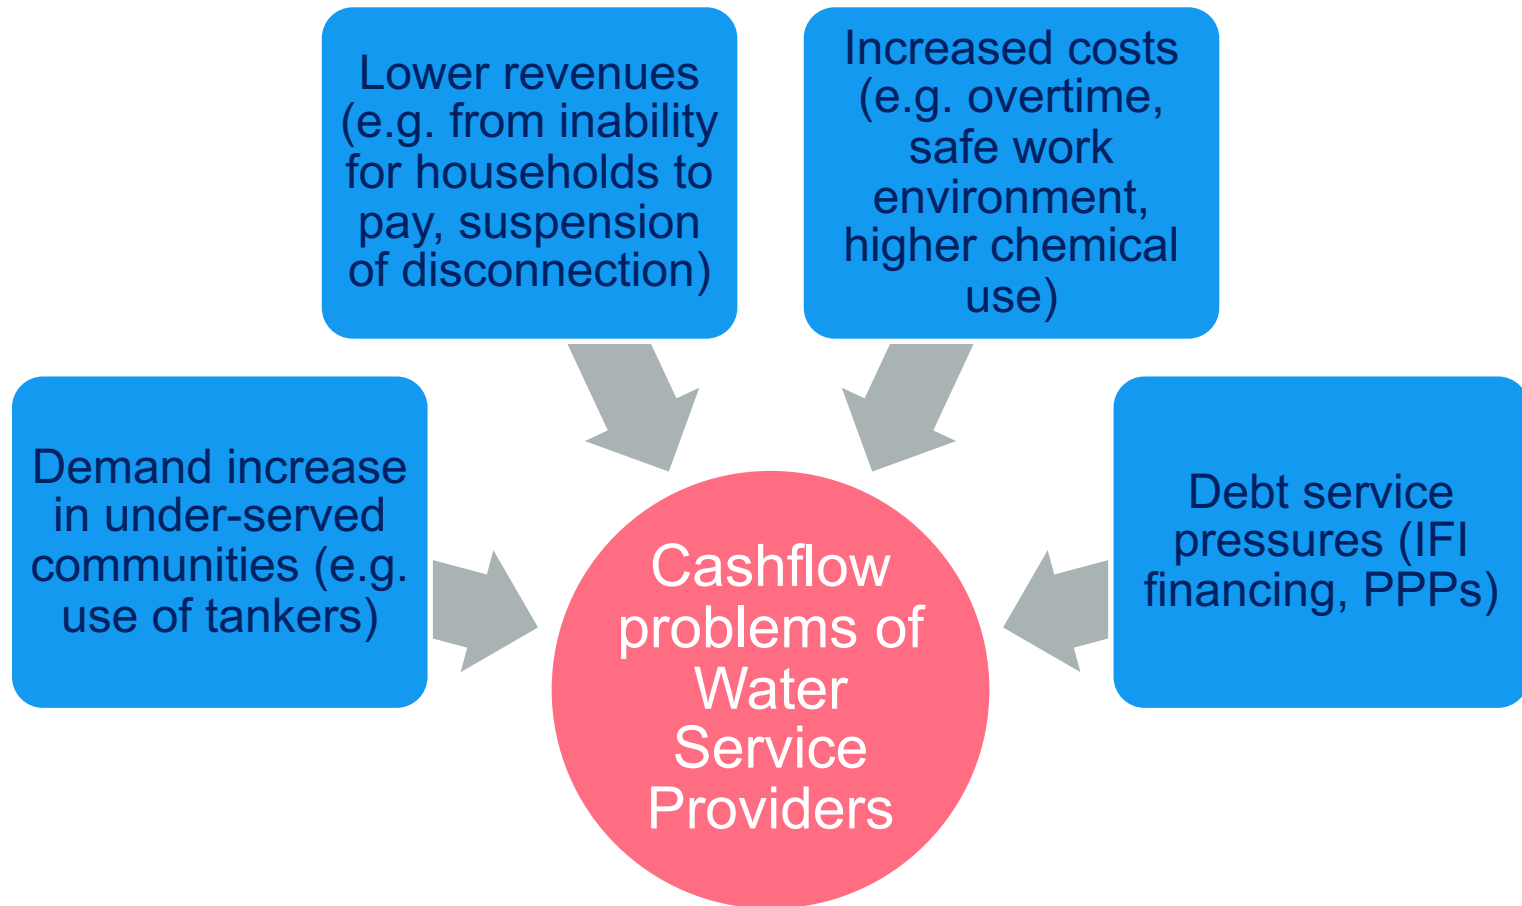 Lower revenues
(e.g. from inability
for households to
pay, suspension
of disconnection)
Increased costs
(e.g. overtime,
safe work
environment,
higher chemical
use)
Demand increase
in under-served
communities (e.g.
use of tankers)
Debt service
pressures (IFI
financing, PPPs)
Cashflow
problems of
Water
Service
Providers